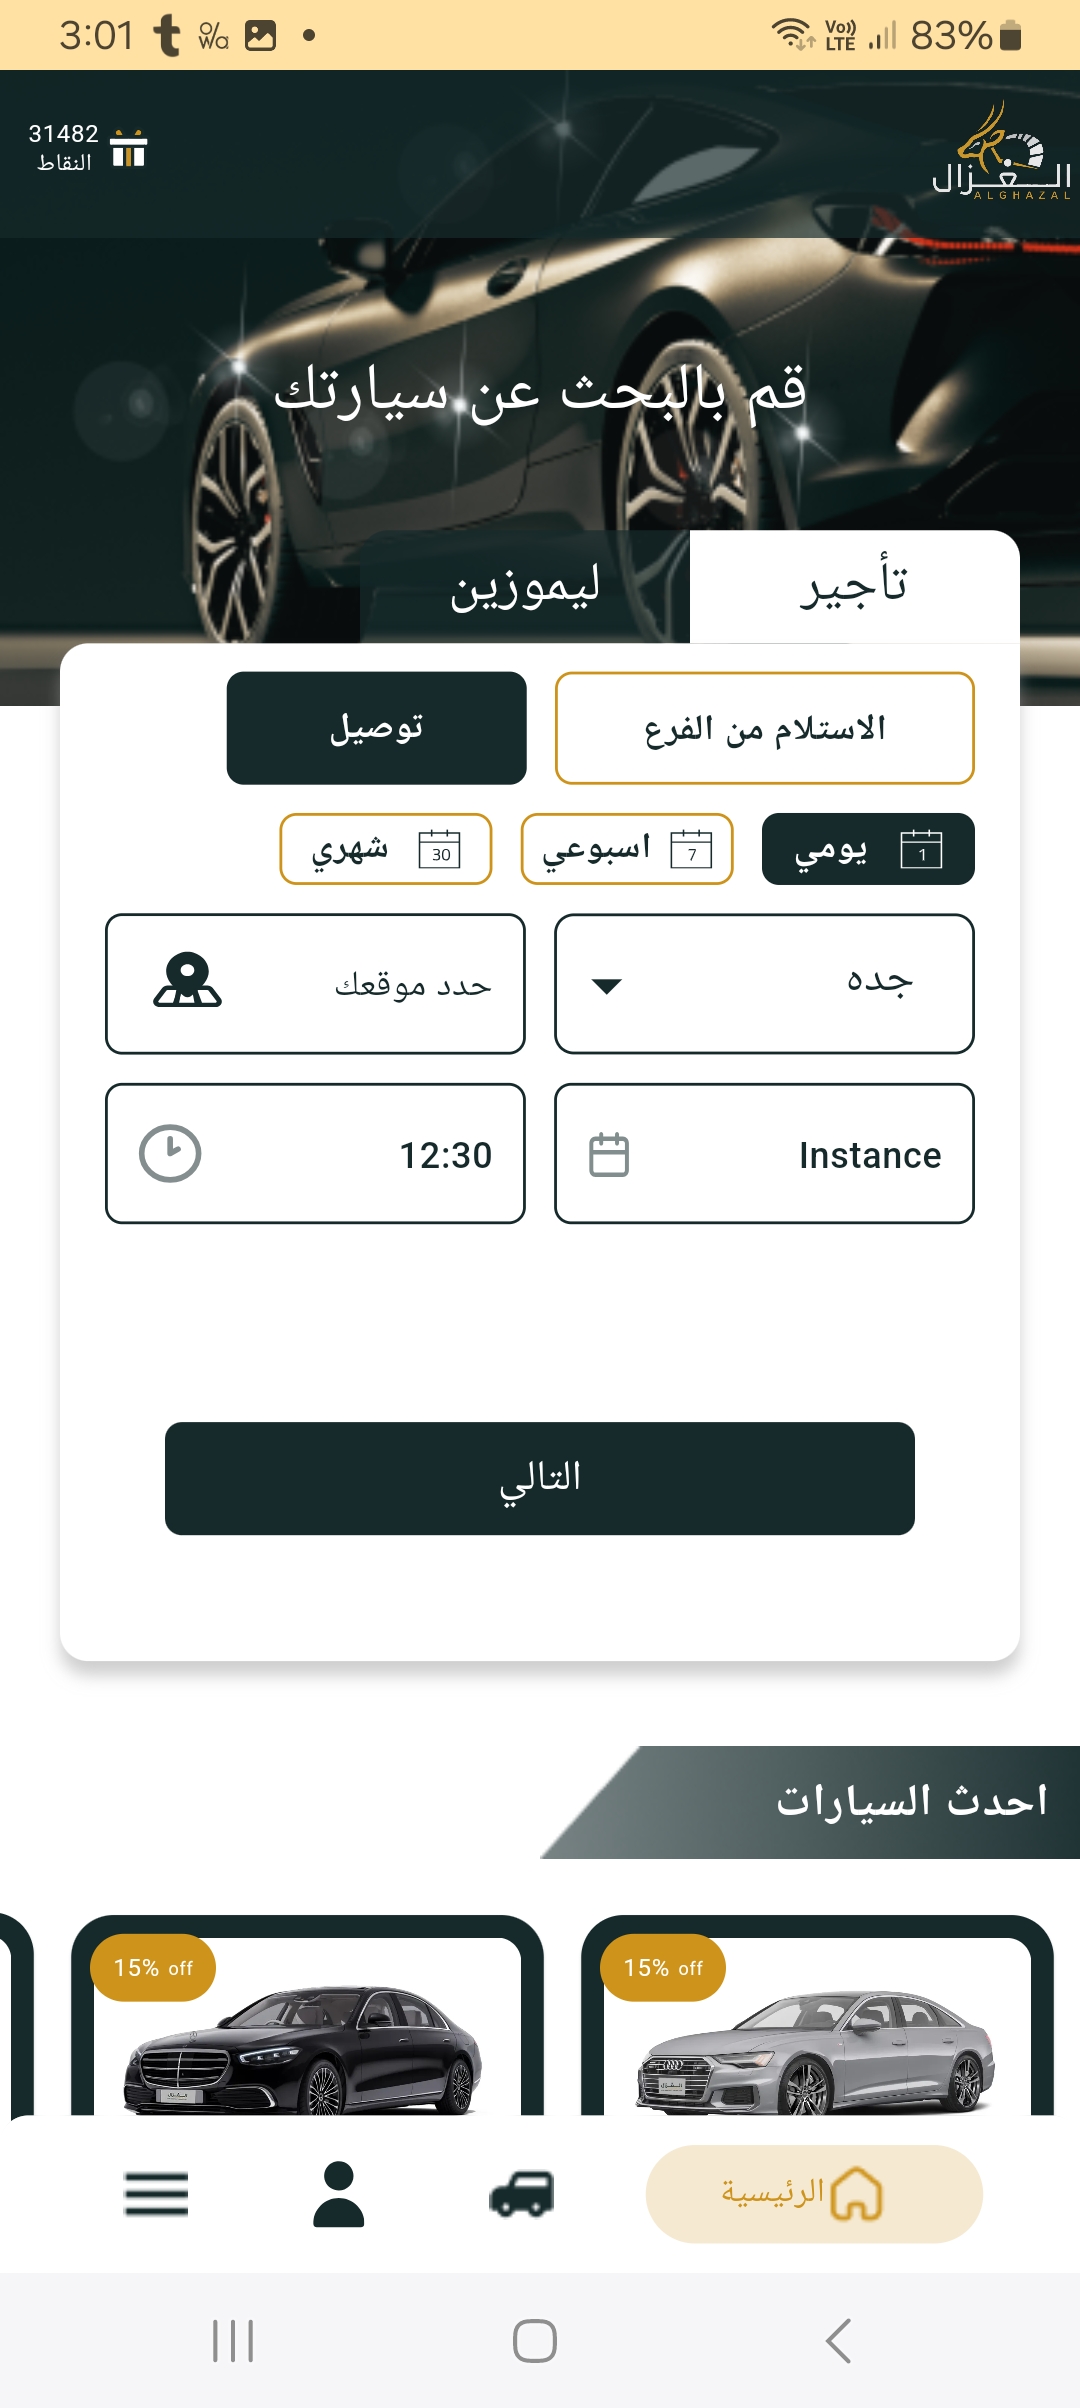 3:01
Vo)) LTE
83%
31482
النقاط
الغزال
ALGHAZAL
قم بالبحث عن سيارتك
تأجير
ليموزين
الاستلام من الفرع
توصيل
1 يومي
7 اسبوعي
30 شهري
جده
حدد موقعك
Instance
12:30
التالي
احدث السيارات
15% off
15% off
الرئيسية